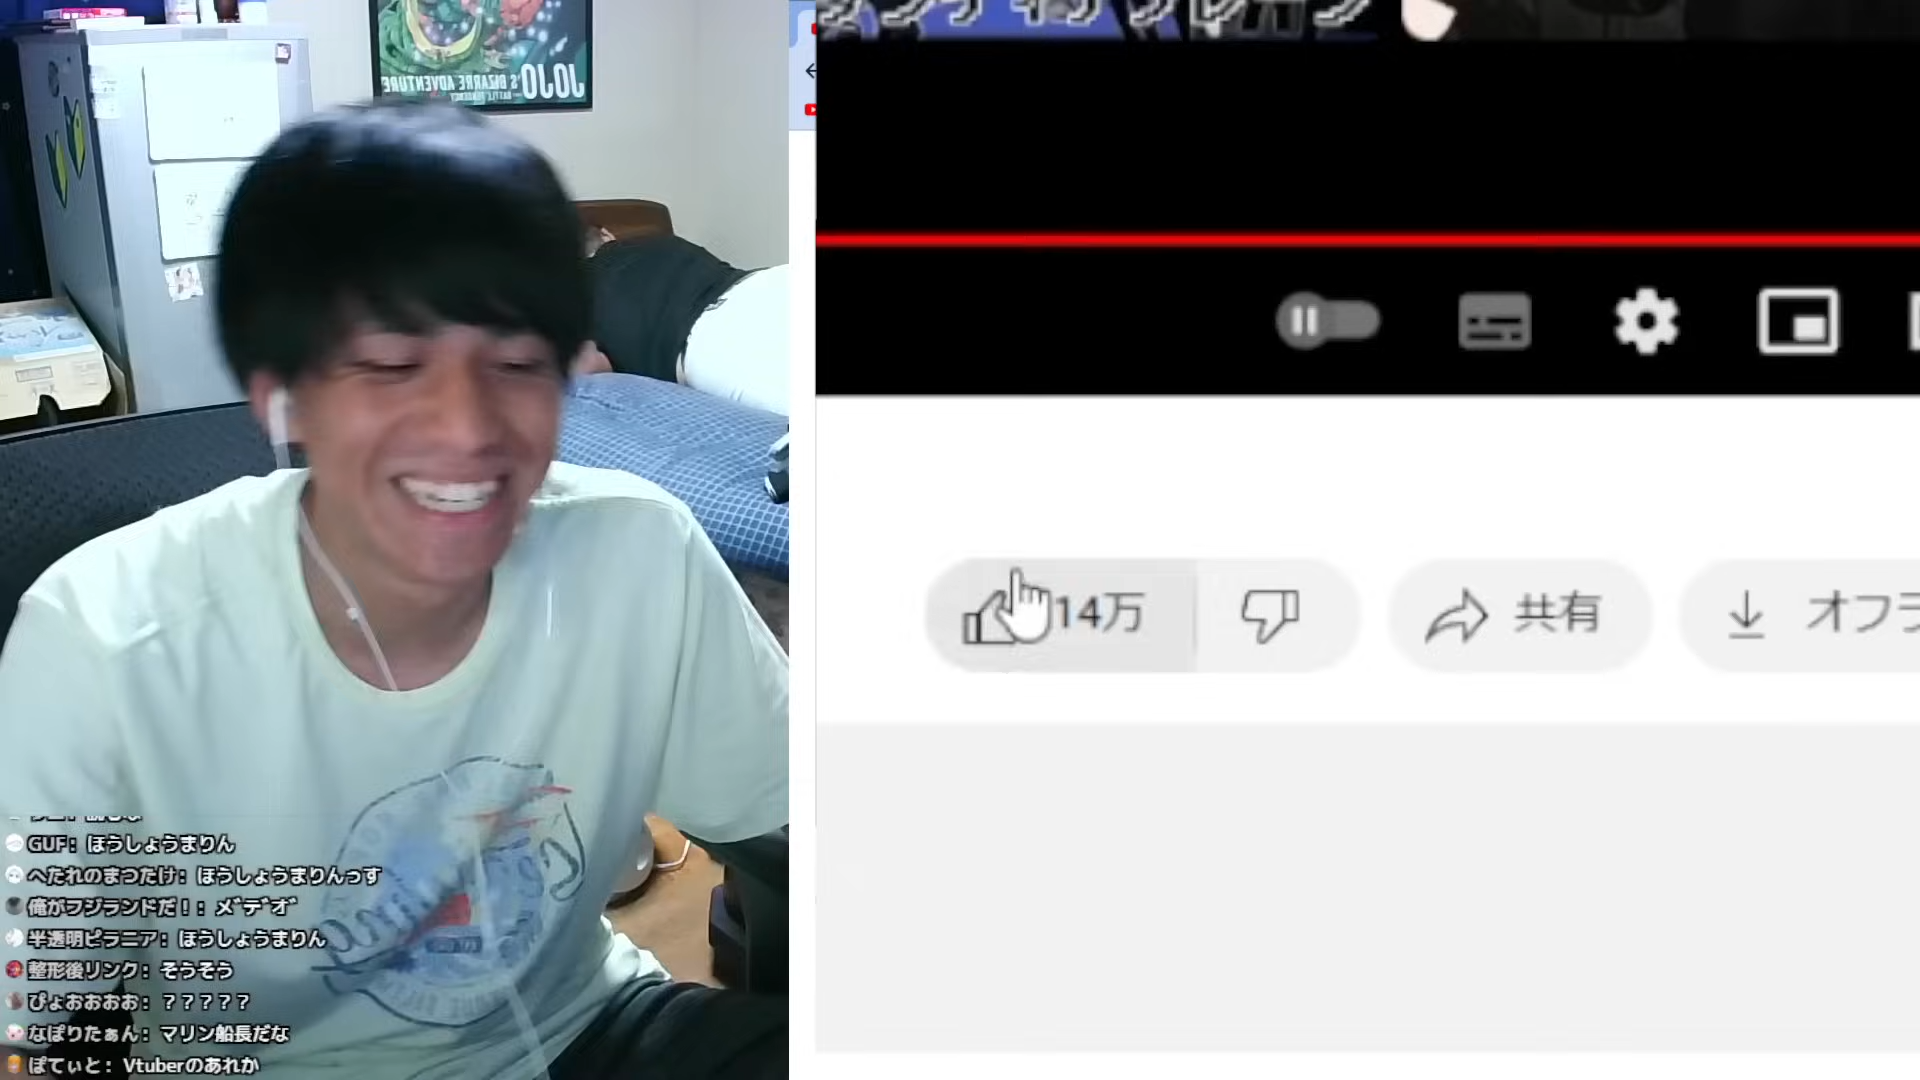 JOJO'S BIZARRE ADVENTURE
BATTLE TENDENCY
14万
共有
オフラ
GUF: ほうしょうまりん
へたれのまつたけ: ほうしょうまりんっす
俺がフジランドだ！: メ゛デ オ゛
半透明ピラニア: ほうしょうまりん
整形後リンク: そうそう
ぴょおおおお: ？？？？？
なぽりたぁん: マリン船長だな
ぽてぃと: Vtuberのあれか